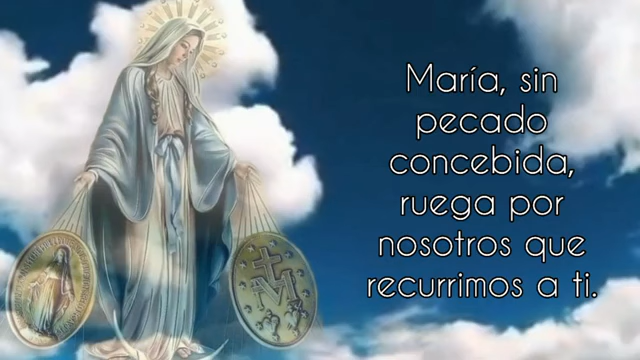 María, sin
pecado
concebida,
ruega por
nosotros que
recurrimos a ti.